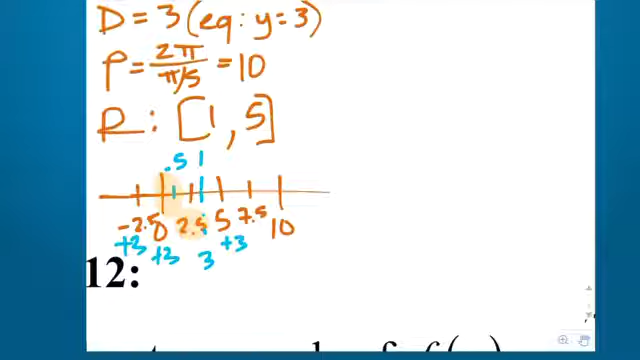 D = 3 (eq: y = 3)
P = 2π / π/5 = 10
R: [1, 5]
.5 1
-2.5 0 2.5 5 7.5 10
+3 +3 3 +3
12: